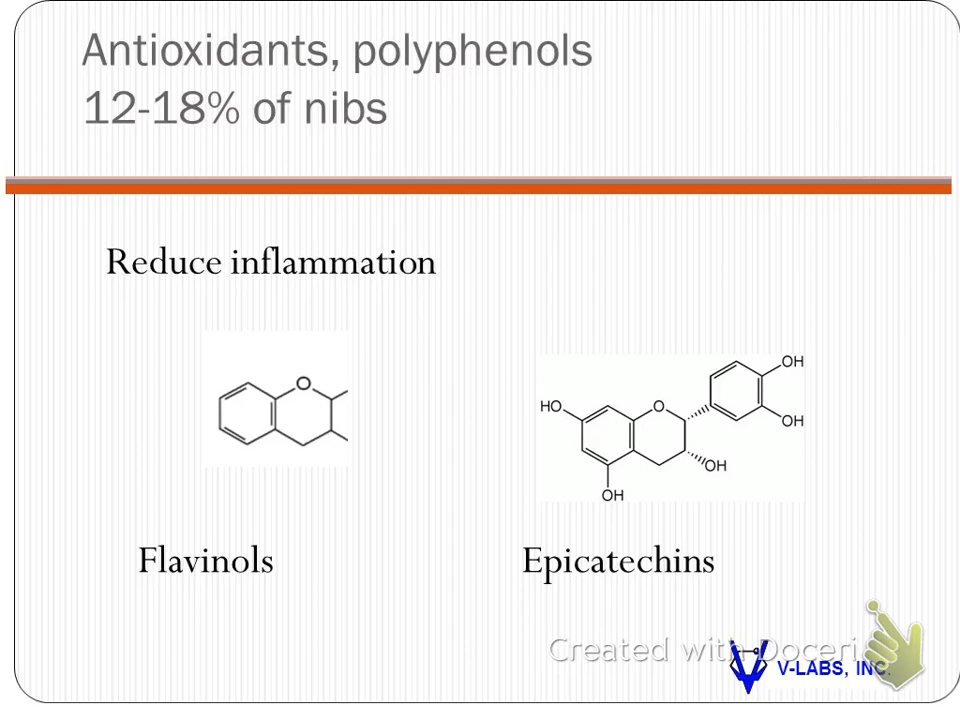 Antioxidants, polyphenols
12-18% of nibs
Reduce inflammation
O
OH
HO
O
OH
OH
OH
Flavinols
Epicatechins
Created with Doceri
V-LABS, INC.